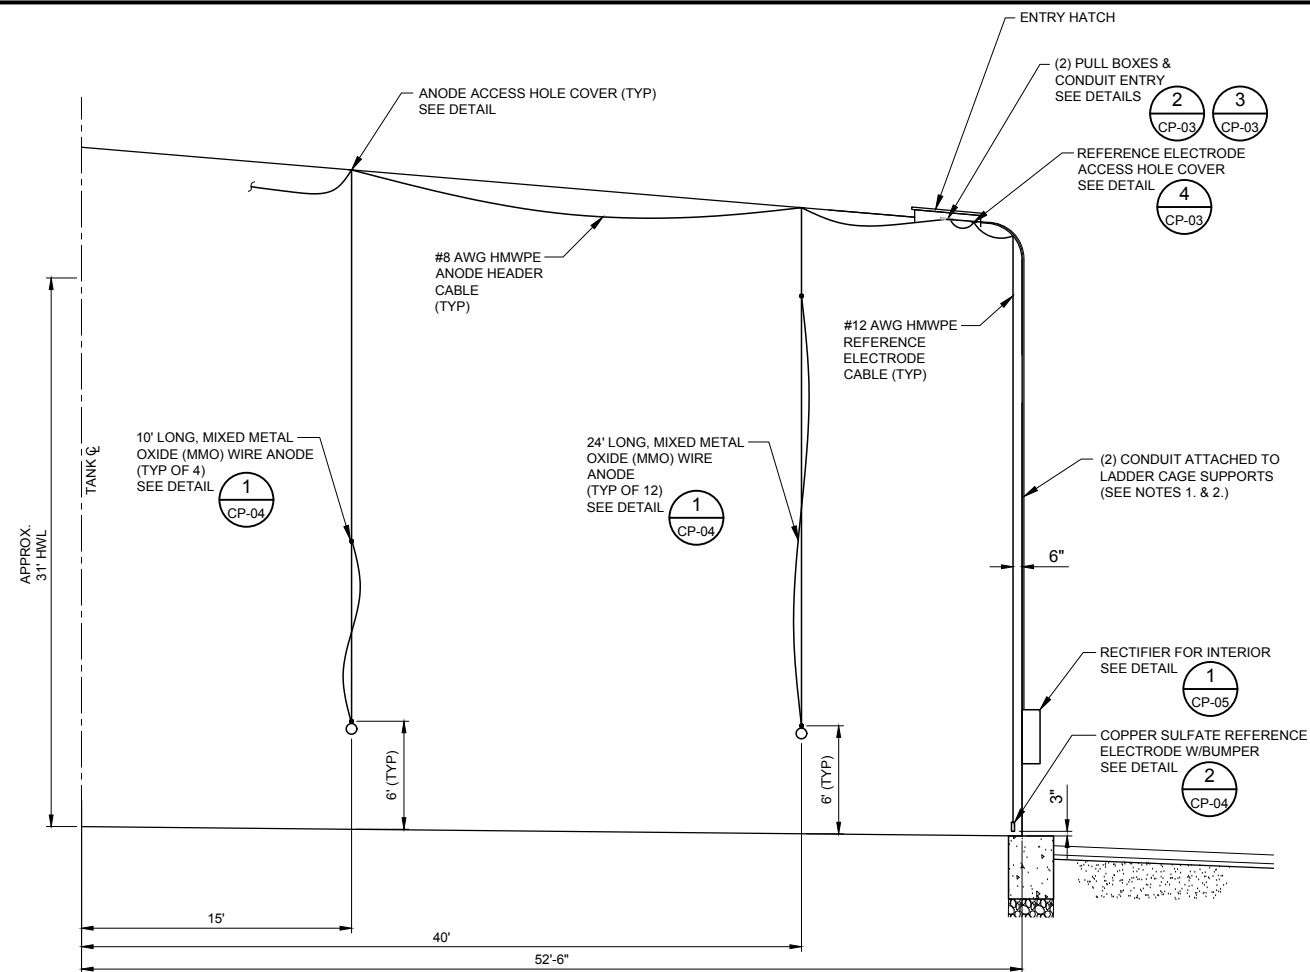 ENTRY HATCH
(2) PULL BOXES &
CONDUIT ENTRY
SEE DETAILS
2
CP-03
3
CP-03
ANODE ACCESS HOLE COVER (TYP)
SEE DETAIL
REFERENCE ELECTRODE
ACCESS HOLE COVER
SEE DETAIL
4
CP-03
#8 AWG HMWPE
ANODE HEADER
CABLE
(TYP)
#12 AWG HMWPE
REFERENCE
ELECTRODE
CABLE (TYP)
TANK ℄
10' LONG, MIXED METAL
OXIDE (MMO) WIRE ANODE
(TYP OF 4)
SEE DETAIL
1
CP-04
24' LONG, MIXED METAL
OXIDE (MMO) WIRE
ANODE
(TYP OF 12)
SEE DETAIL
1
CP-04
(2) CONDUIT ATTACHED TO
LADDER CAGE SUPPORTS
(SEE NOTES 1. & 2.)
APPROX.
31' HWL
6"
RECTIFIER FOR INTERIOR
SEE DETAIL
1
CP-05
COPPER SULFATE REFERENCE
ELECTRODE W/BUMPER
SEE DETAIL
2
CP-04
6' (TYP)
6' (TYP)
3"
15'
40'
52'-6"